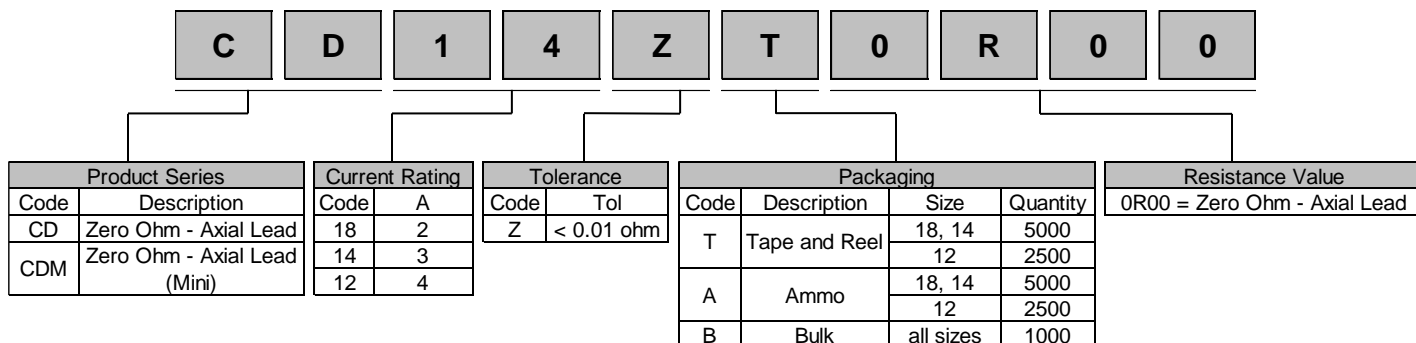 C D 1 4 Z T 0 R 0 0
Product Series
Code Description
CD Zero Ohm - Axial Lead
CDM Zero Ohm - Axial Lead
(Mini)
Current Rating
Code A
18 2
14 3
12 4
Tolerance
Code Tol
Z < 0.01 ohm
Packaging
Code Description Size Quantity
T Tape and Reel 18, 14 5000
12 2500
A Ammo 18, 14 5000
12 2500
B Bulk all sizes 1000
Resistance Value
0R00 = Zero Ohm - Axial Lead